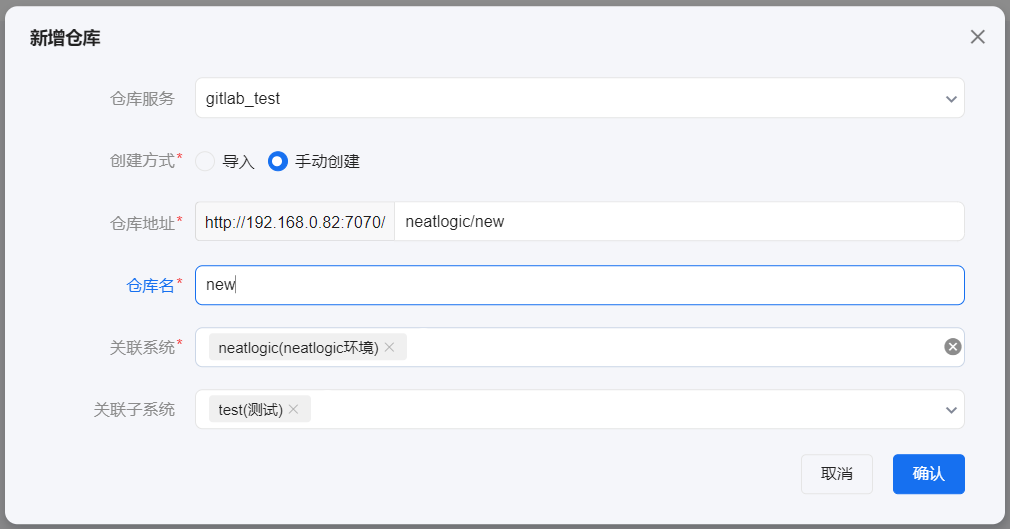 新增仓库
仓库服务 gitlab_test
创建方式* 导入 手动创建
仓库地址* http://192.168.0.82:7070/ neatlogic/new
仓库名* new
关联系统* neatlogic(neatlogic环境)
关联子系统 test(测试)
取消 确认